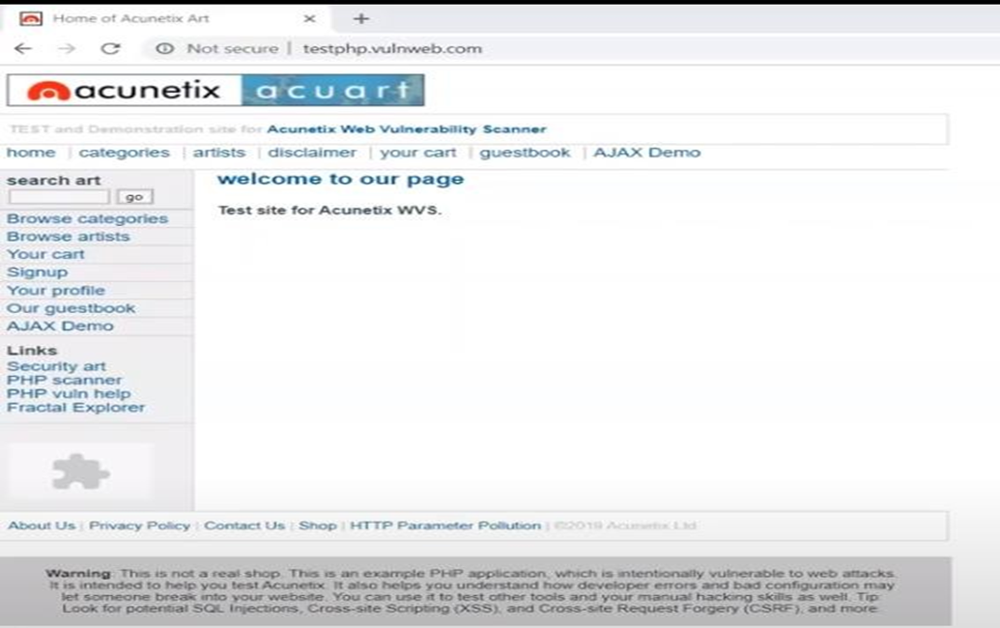 Home of Acunetix Art
Not secure | testphp.vulnweb.com
acunetix acuart
TEST and Demonstration site for Acunetix Web Vulnerability Scanner
home | categories | artists | disclaimer | your cart | guestbook | AJAX Demo
search art
go
Browse categories
Browse artists
Your cart
Signup
Your profile
Our guestbook
AJAX Demo
Links
Security art
PHP scanner
PHP vuln help
Fractal Explorer
welcome to our page
Test site for Acunetix WVS.
About Us | Privacy Policy | Contact Us | Shop | HTTP Parameter Pollution | ©2019 Acunetix Ltd
Warning: This is not a real shop. This is an example PHP application, which is intentionally vulnerable to web attacks.
It is intended to help you test Acunetix. It also helps you understand how developer errors and bad configuration may
let someone break into your website. You can use it to test other tools and your manual hacking skills as well. Tip:
Look for potential SQL Injections, Cross-site Scripting (XSS), and Cross-site Request Forgery (CSRF), and more.